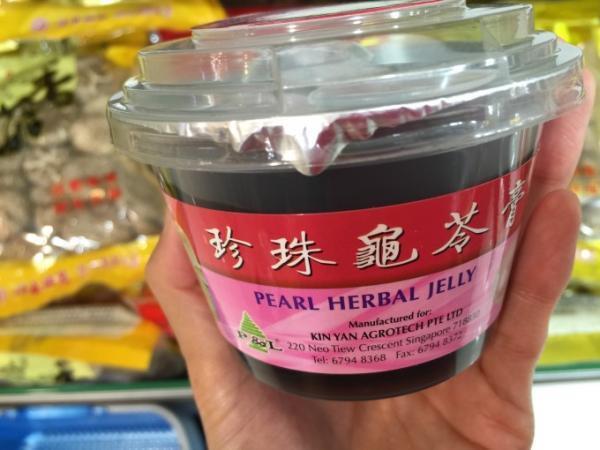 珍珠龜苓膏
PEARL HERBAL JELLY
Manufactured for:
KIN YAN AGROTECH PTE LTD
220 Neo Tiew Crescent Singapore 718830
Tel: 6794 8368 Fax: 6794 8372
P&L